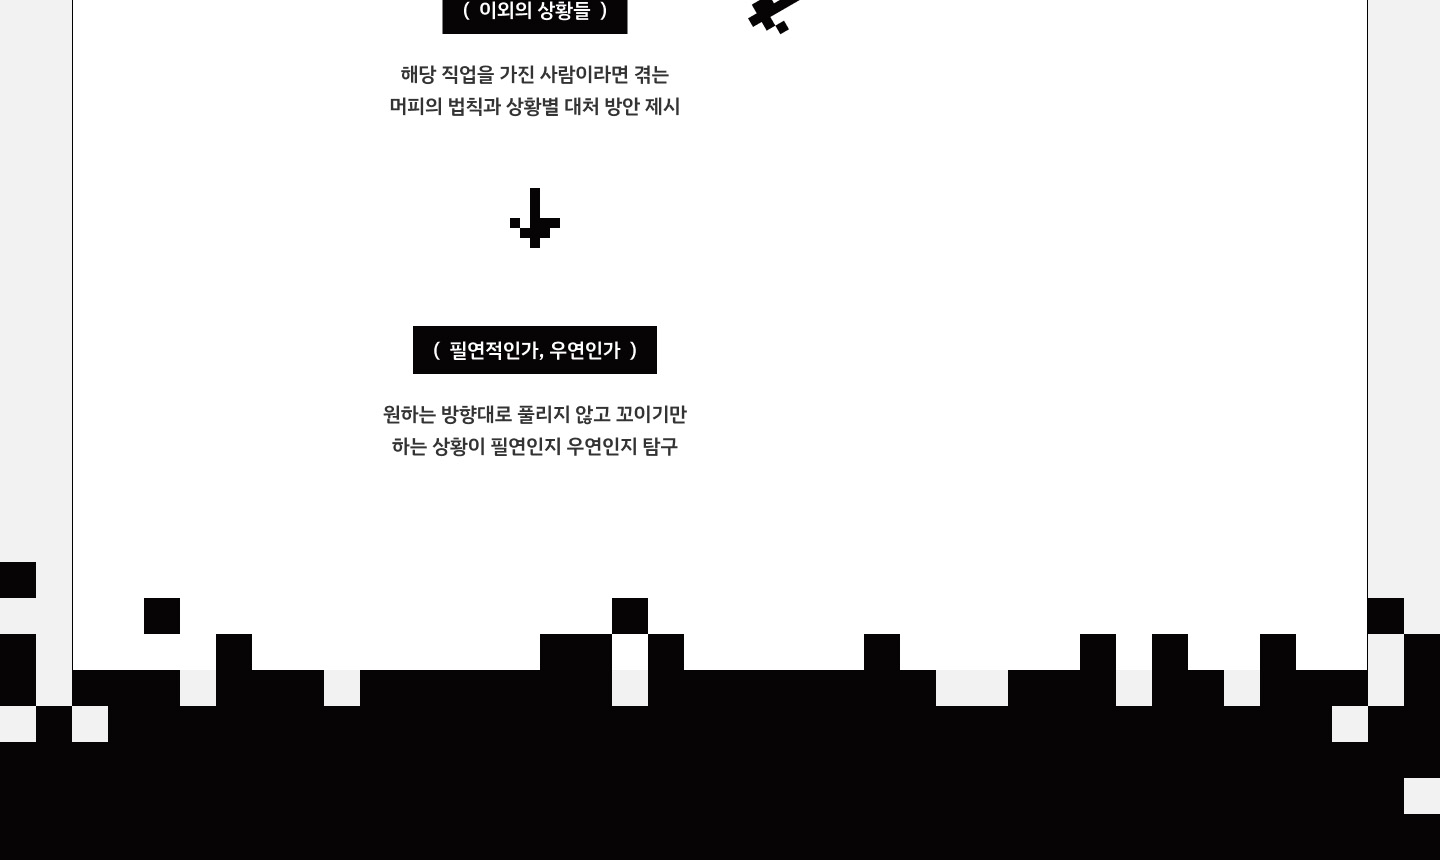 ( 이외의 상황들 )
해당 직업을 가진 사람이라면 겪는
머피의 법칙과 상황별 대처 방안 제시
( 필연적인가, 우연인가 )
원하는 방향대로 풀리지 않고 꼬이기만
하는 상황이 필연인지 우연인지 탐구